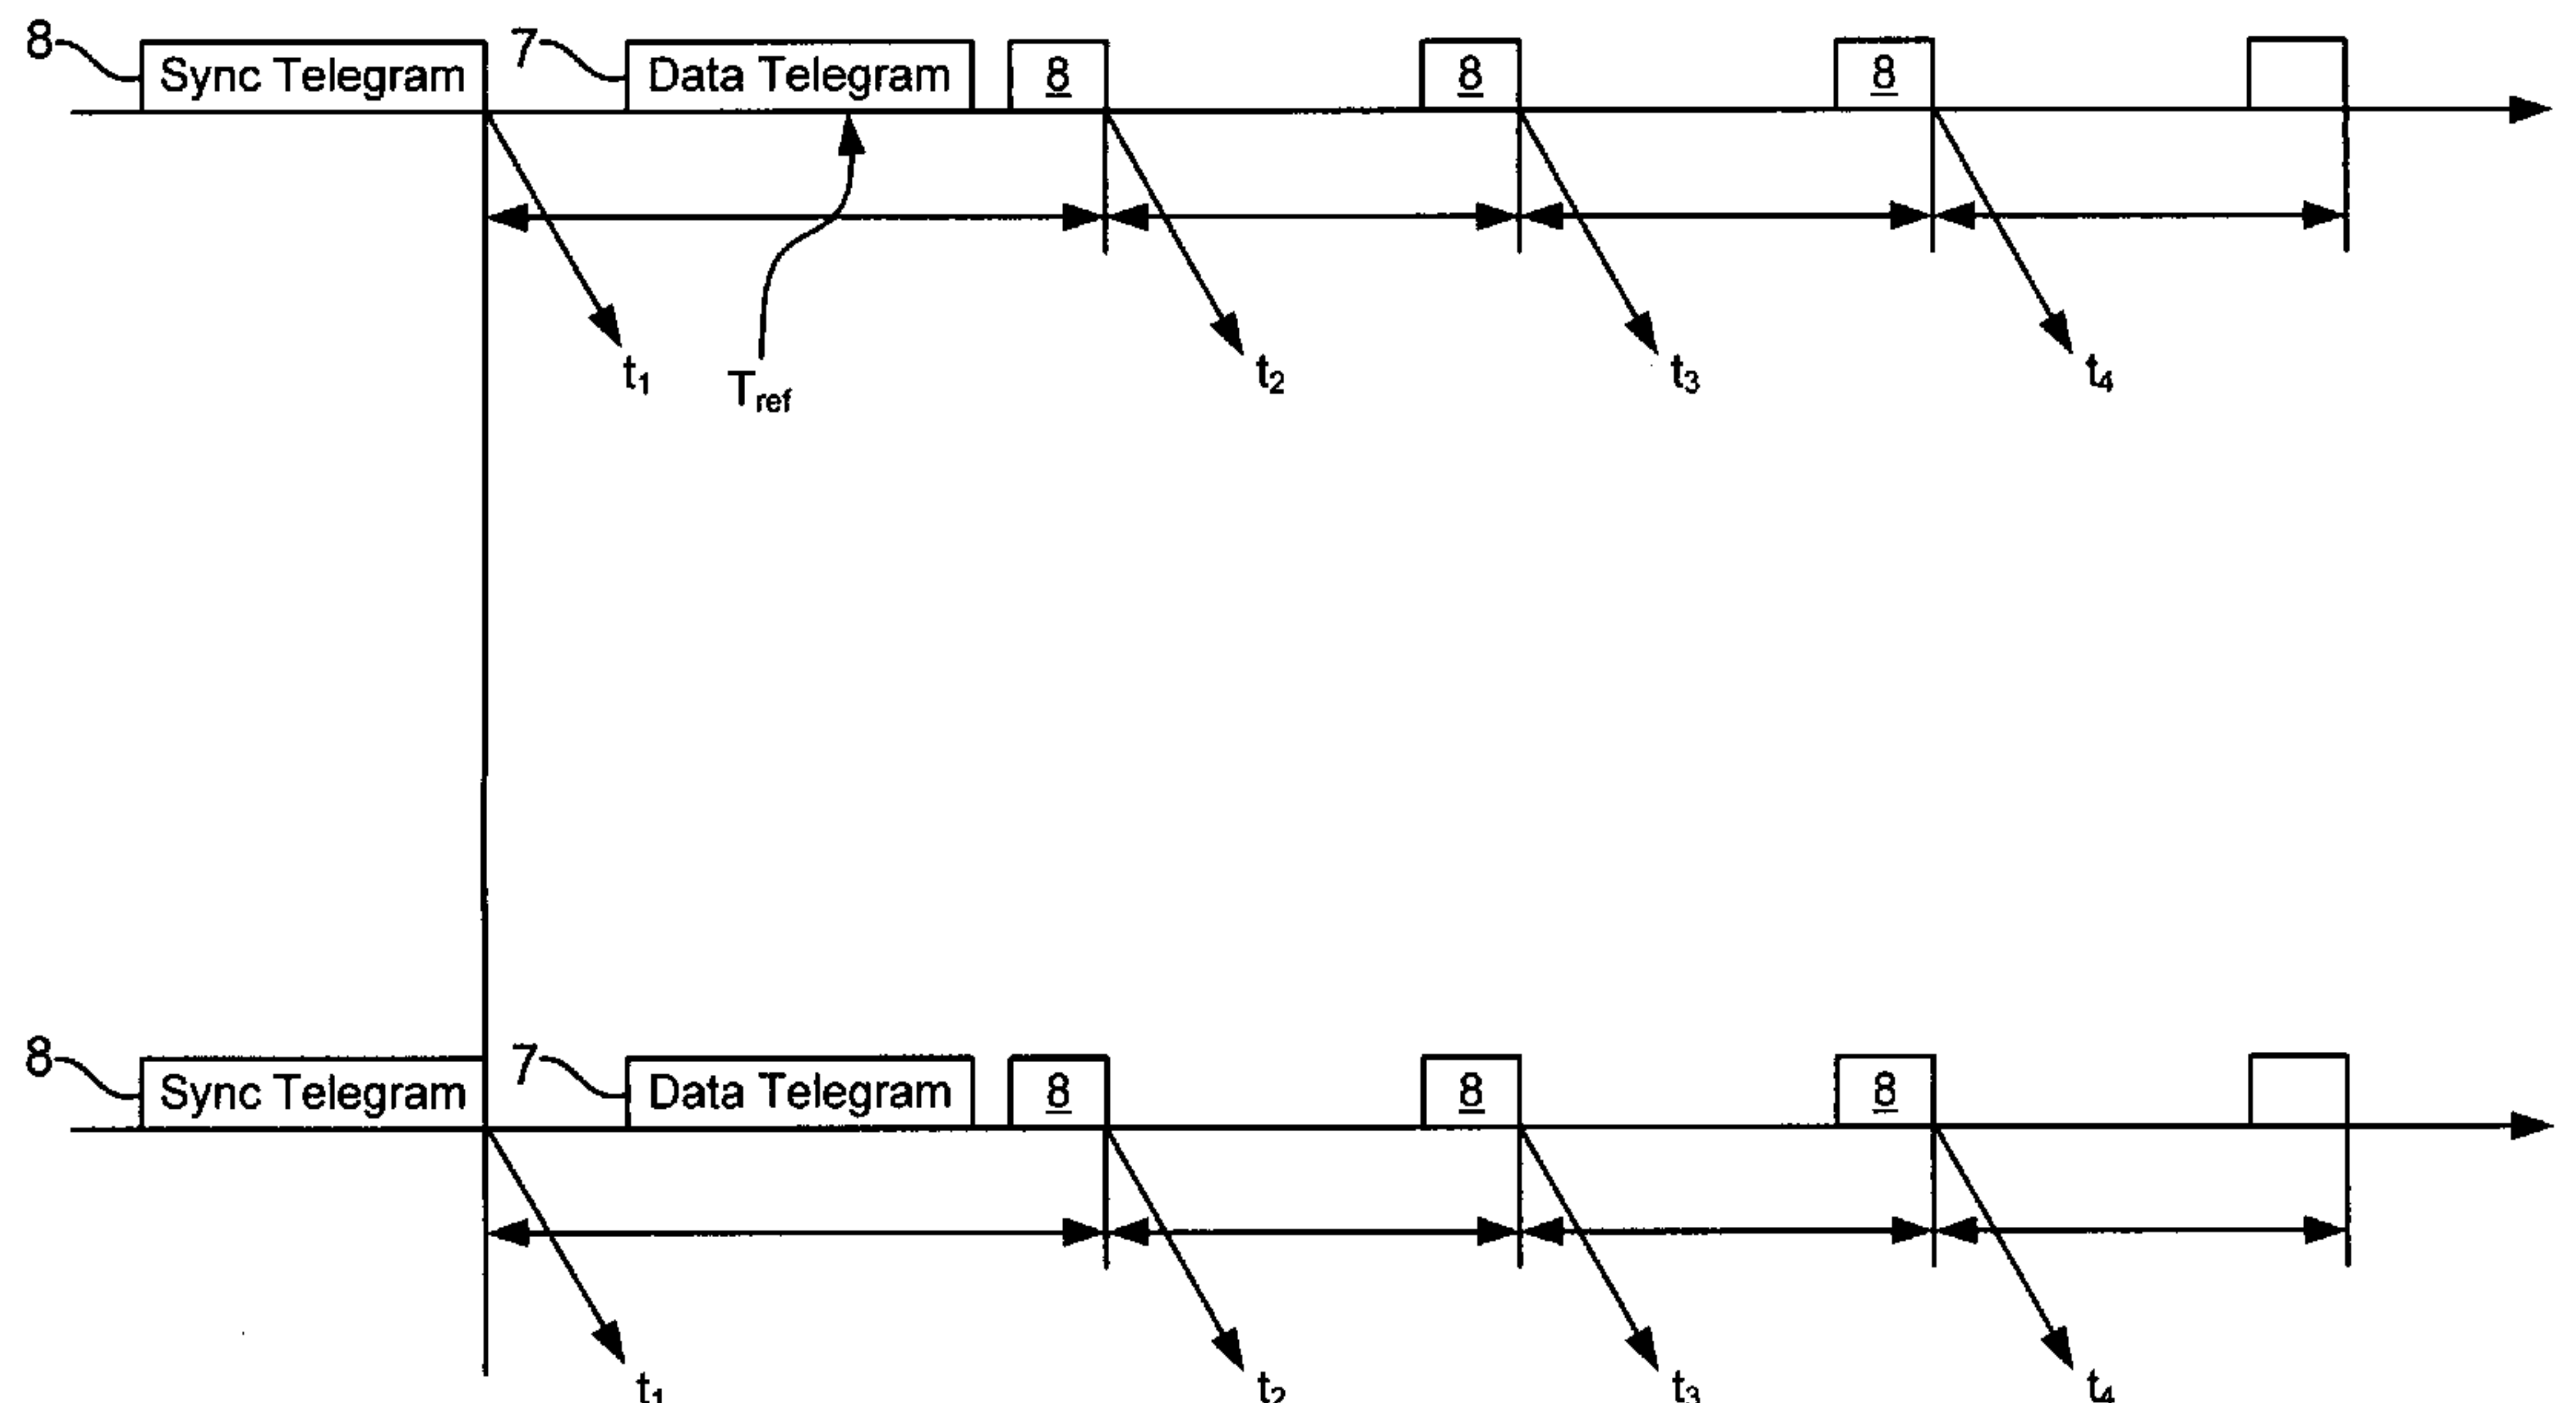 8 Sync Telegram 7 Data Telegram 8 8 8
t1 Tref t2 t3 t4
8 Sync Telegram 7 Data Telegram 8 8 8
t1 t2 t3 t4